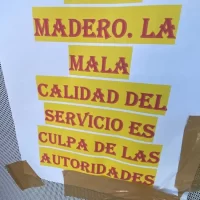 MADERO. LA
MALA
CALIDAD DEL
SERVICIO ES
CULPA DE LAS
AUTORIDADES